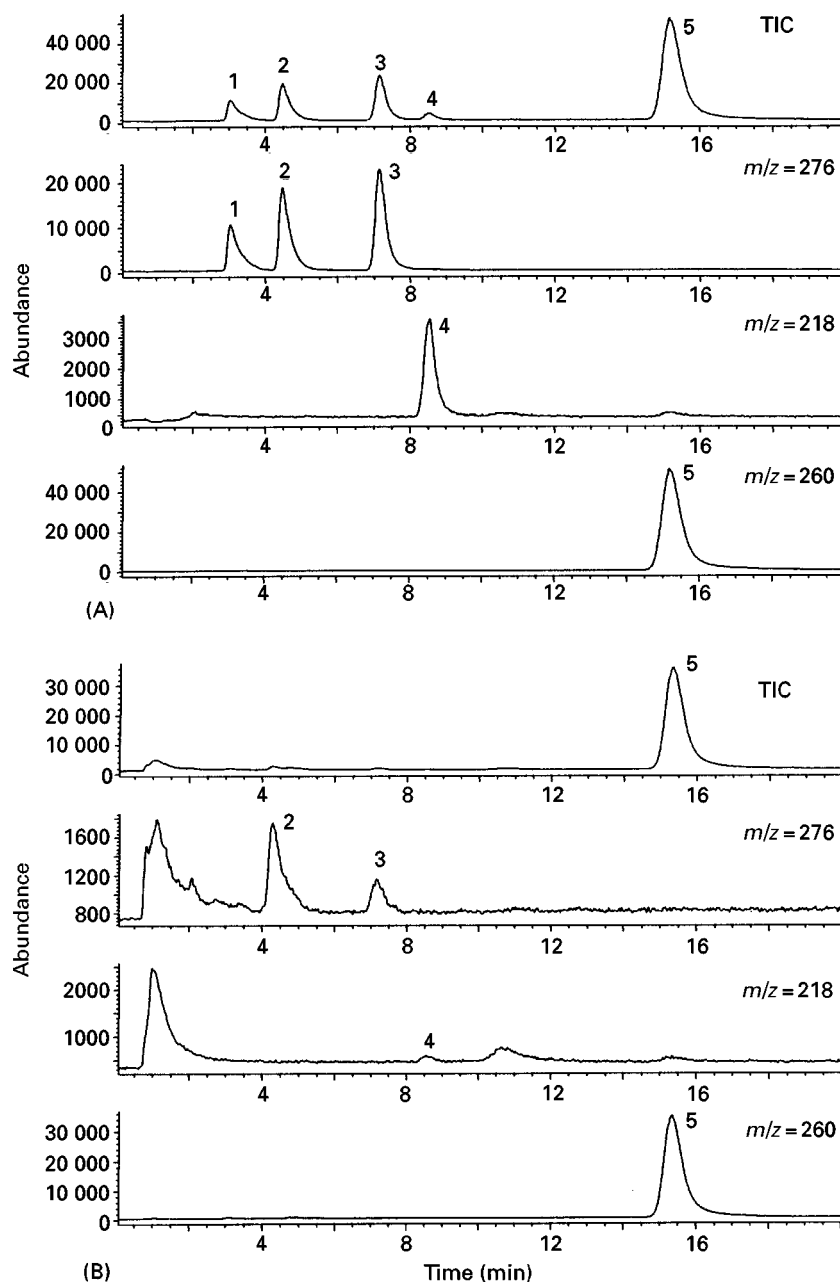 TIC
40 000
20 000
0
1 2 3 4 5
4 8 12 16
m/z = 276
20 000
10 000
0
1 2 3
4 8 12 16
m/z = 218
3000
2000
1000
0
4
4 8 12 16
m/z = 260
40 000
20 000
0
5
4 8 12 16
Abundance
(A)
TIC
30 000
20 000
10 000
0
5
4 8 12 16
m/z = 276
1600
1200
800
2 3
4 8 12 16
m/z = 218
2000
1000
4
4 8 12 16
m/z = 260
30 000
20 000
10 000
0
5
4 8 12 16
Abundance
(B)
Time (min)